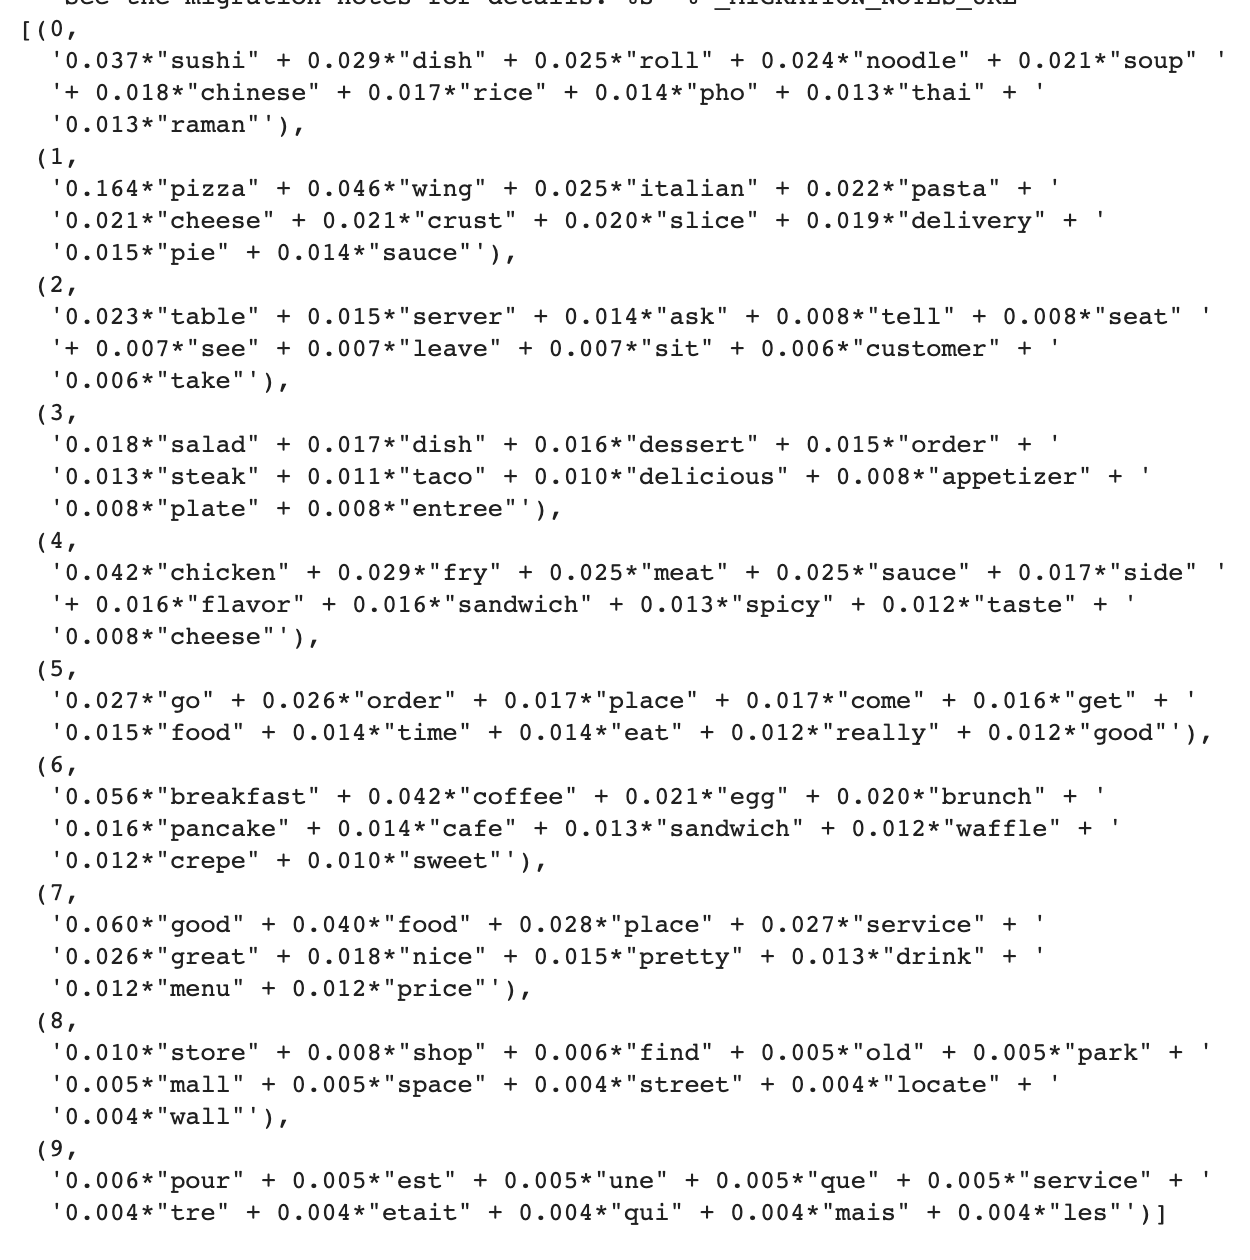 see the migration notes for details: %s" % _MIGRATION_NOTES_URL
[(0,
'0.037*"sushi" + 0.029*"dish" + 0.025*"roll" + 0.024*"noodle" + 0.021*"soup" '
'+ 0.018*"chinese" + 0.017*"rice" + 0.014*"pho" + 0.013*"thai" + '
'0.013*"raman"'),
(1,
'0.164*"pizza" + 0.046*"wing" + 0.025*"italian" + 0.022*"pasta" + '
'0.021*"cheese" + 0.021*"crust" + 0.020*"slice" + 0.019*"delivery" + '
'0.015*"pie" + 0.014*"sauce"'),
(2,
'0.023*"table" + 0.015*"server" + 0.014*"ask" + 0.008*"tell" + 0.008*"seat" '
'+ 0.007*"see" + 0.007*"leave" + 0.007*"sit" + 0.006*"customer" + '
'0.006*"take"'),
(3,
'0.018*"salad" + 0.017*"dish" + 0.016*"dessert" + 0.015*"order" + '
'0.013*"steak" + 0.011*"taco" + 0.010*"delicious" + 0.008*"appetizer" + '
'0.008*"plate" + 0.008*"entree"'),
(4,
'0.042*"chicken" + 0.029*"fry" + 0.025*"meat" + 0.025*"sauce" + 0.017*"side" '
'+ 0.016*"flavor" + 0.016*"sandwich" + 0.013*"spicy" + 0.012*"taste" + '
'0.008*"cheese"'),
(5,
'0.027*"go" + 0.026*"order" + 0.017*"place" + 0.017*"come" + 0.016*"get" + '
'0.015*"food" + 0.014*"time" + 0.014*"eat" + 0.012*"really" + 0.012*"good"'),
(6,
'0.056*"breakfast" + 0.042*"coffee" + 0.021*"egg" + 0.020*"brunch" + '
'0.016*"pancake" + 0.014*"cafe" + 0.013*"sandwich" + 0.012*"waffle" + '
'0.012*"crepe" + 0.010*"sweet"'),
(7,
'0.060*"good" + 0.040*"food" + 0.028*"place" + 0.027*"service" + '
'0.026*"great" + 0.018*"nice" + 0.015*"pretty" + 0.013*"drink" + '
'0.012*"menu" + 0.012*"price"'),
(8,
'0.010*"store" + 0.008*"shop" + 0.006*"find" + 0.005*"old" + 0.005*"park" + '
'0.005*"mall" + 0.005*"space" + 0.004*"street" + 0.004*"locate" + '
'0.004*"wall"'),
(9,
'0.006*"pour" + 0.005*"est" + 0.005*"une" + 0.005*"que" + 0.005*"service" + '
'0.004*"tre" + 0.004*"etait" + 0.004*"qui" + 0.004*"mais" + 0.004*"les"')]